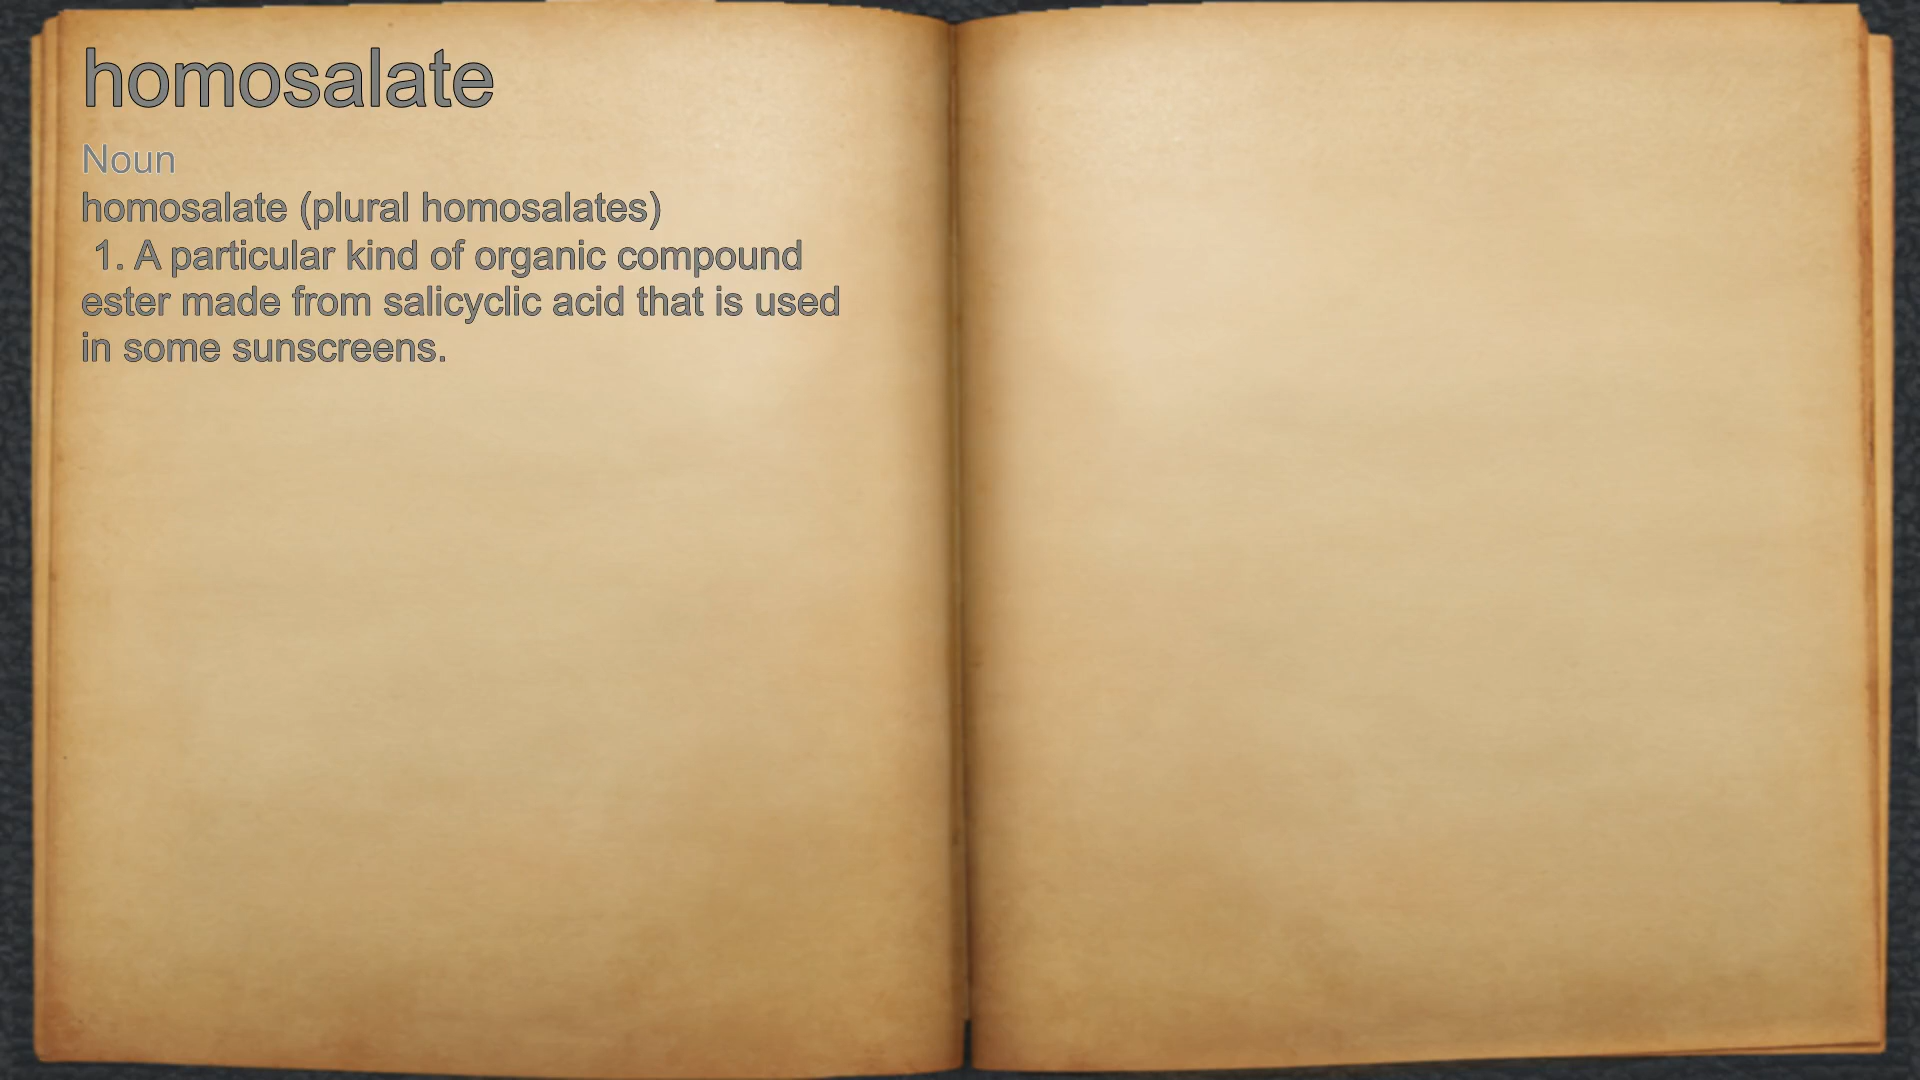 homosalate
Noun
homosalate (plural homosalates)
1. A particular kind of organic compound
ester made from salicyclic acid that is used
in some sunscreens.